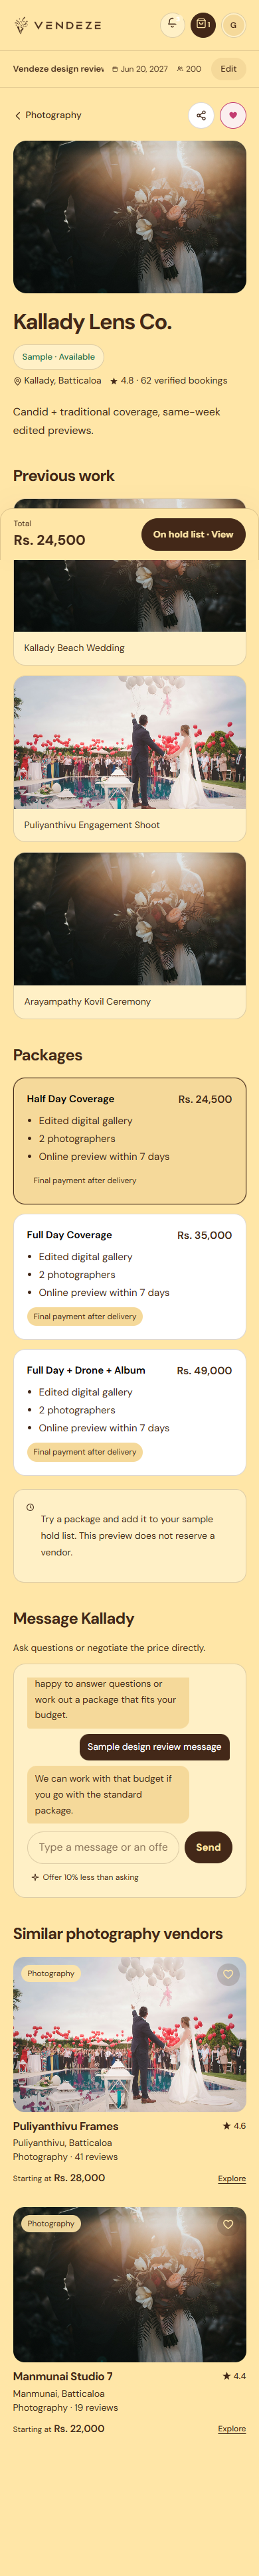 VENDEZE
1
G
Vendeze design review
Jun 20, 2027
200
Edit
Photography
Kallady Lens Co.
Sample · Available
Kallady, Batticaloa
4.8 · 62 verified bookings
Candid + traditional coverage, same-week
edited previews.
Previous work
Total
Rs. 24,500
On hold list · View
Kallady Beach Wedding
Puliyanthivu Engagement Shoot
Arayampathy Kovil Ceremony
Packages
Half Day Coverage
Rs. 24,500
• Edited digital gallery
• 2 photographers
• Online preview within 7 days
Final payment after delivery
Full Day Coverage
Rs. 35,000
• Edited digital gallery
• 2 photographers
• Online preview within 7 days
Final payment after delivery
Full Day + Drone + Album
Rs. 49,000
• Edited digital gallery
• 2 photographers
• Online preview within 7 days
Final payment after delivery
Try a package and add it to your sample
hold list. This preview does not reserve a
vendor.
Message Kallady
Ask questions or negotiate the price directly.
happy to answer questions or
work out a package that fits your
budget.
Sample design review message
We can work with that budget if
you go with the standard
package.
Type a message or an offe
Send
Offer 10% less than asking
Similar photography vendors
Photography
Puliyanthivu Frames
4.6
Puliyanthivu, Batticaloa
Photography · 41 reviews
Starting at Rs. 28,000
Explore
Photography
Manmunai Studio 7
4.4
Manmunai, Batticaloa
Photography · 19 reviews
Starting at Rs. 22,000
Explore